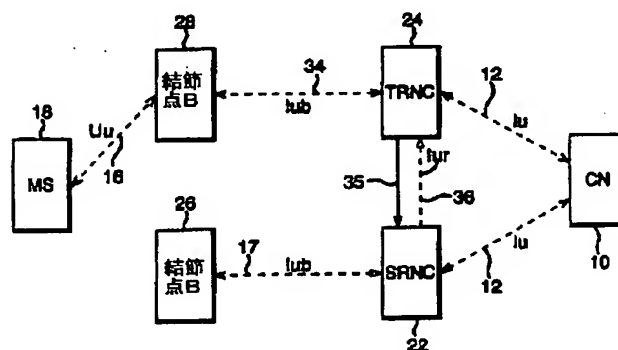 28
結節
点B
34
Iub
24
TRNC
12
Iu
18
MS
Uu
16
35
Iur
36
CN
10
26
結節
点B
17
Iub
SRNC
22
Iu
12